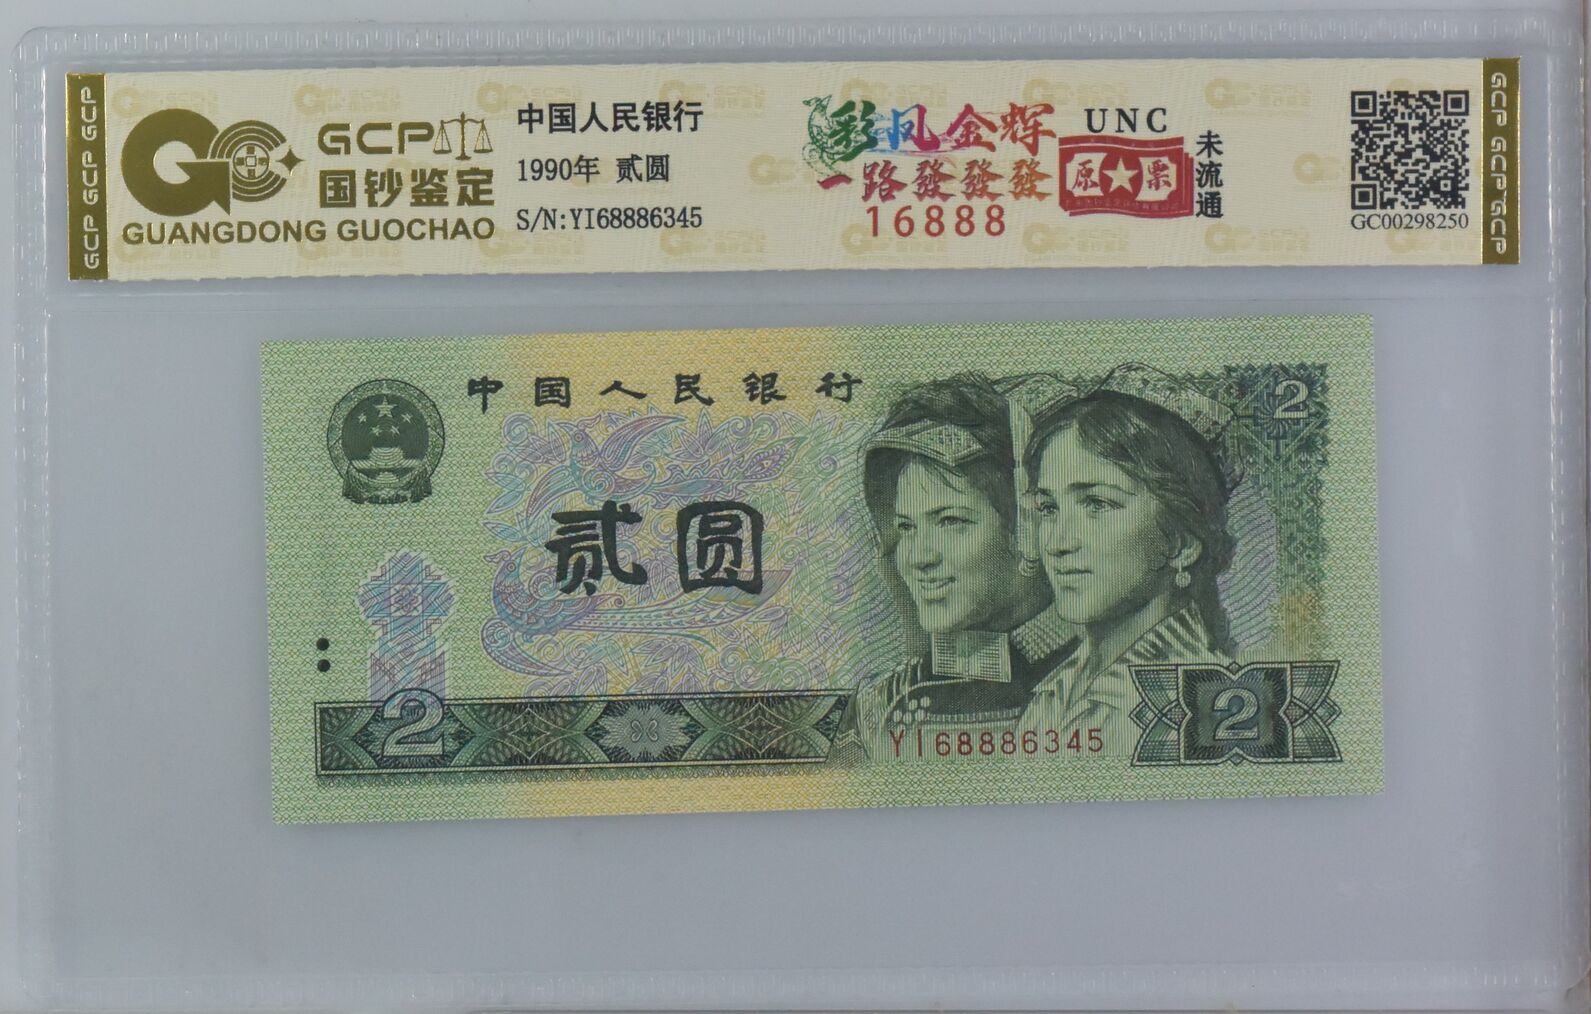 GCP GCP GCP
GCP
国钞鉴定
GUANGDONG GUOCHAO
中国人民银行
1990年 贰圆
S/N:YI68886345
彩凤金辉
一路發發發
16888
UNC
原票
未流通
GC00298250
GCP GCP GCP
中国人民银行
2
贰圆
2
YI68886345
2